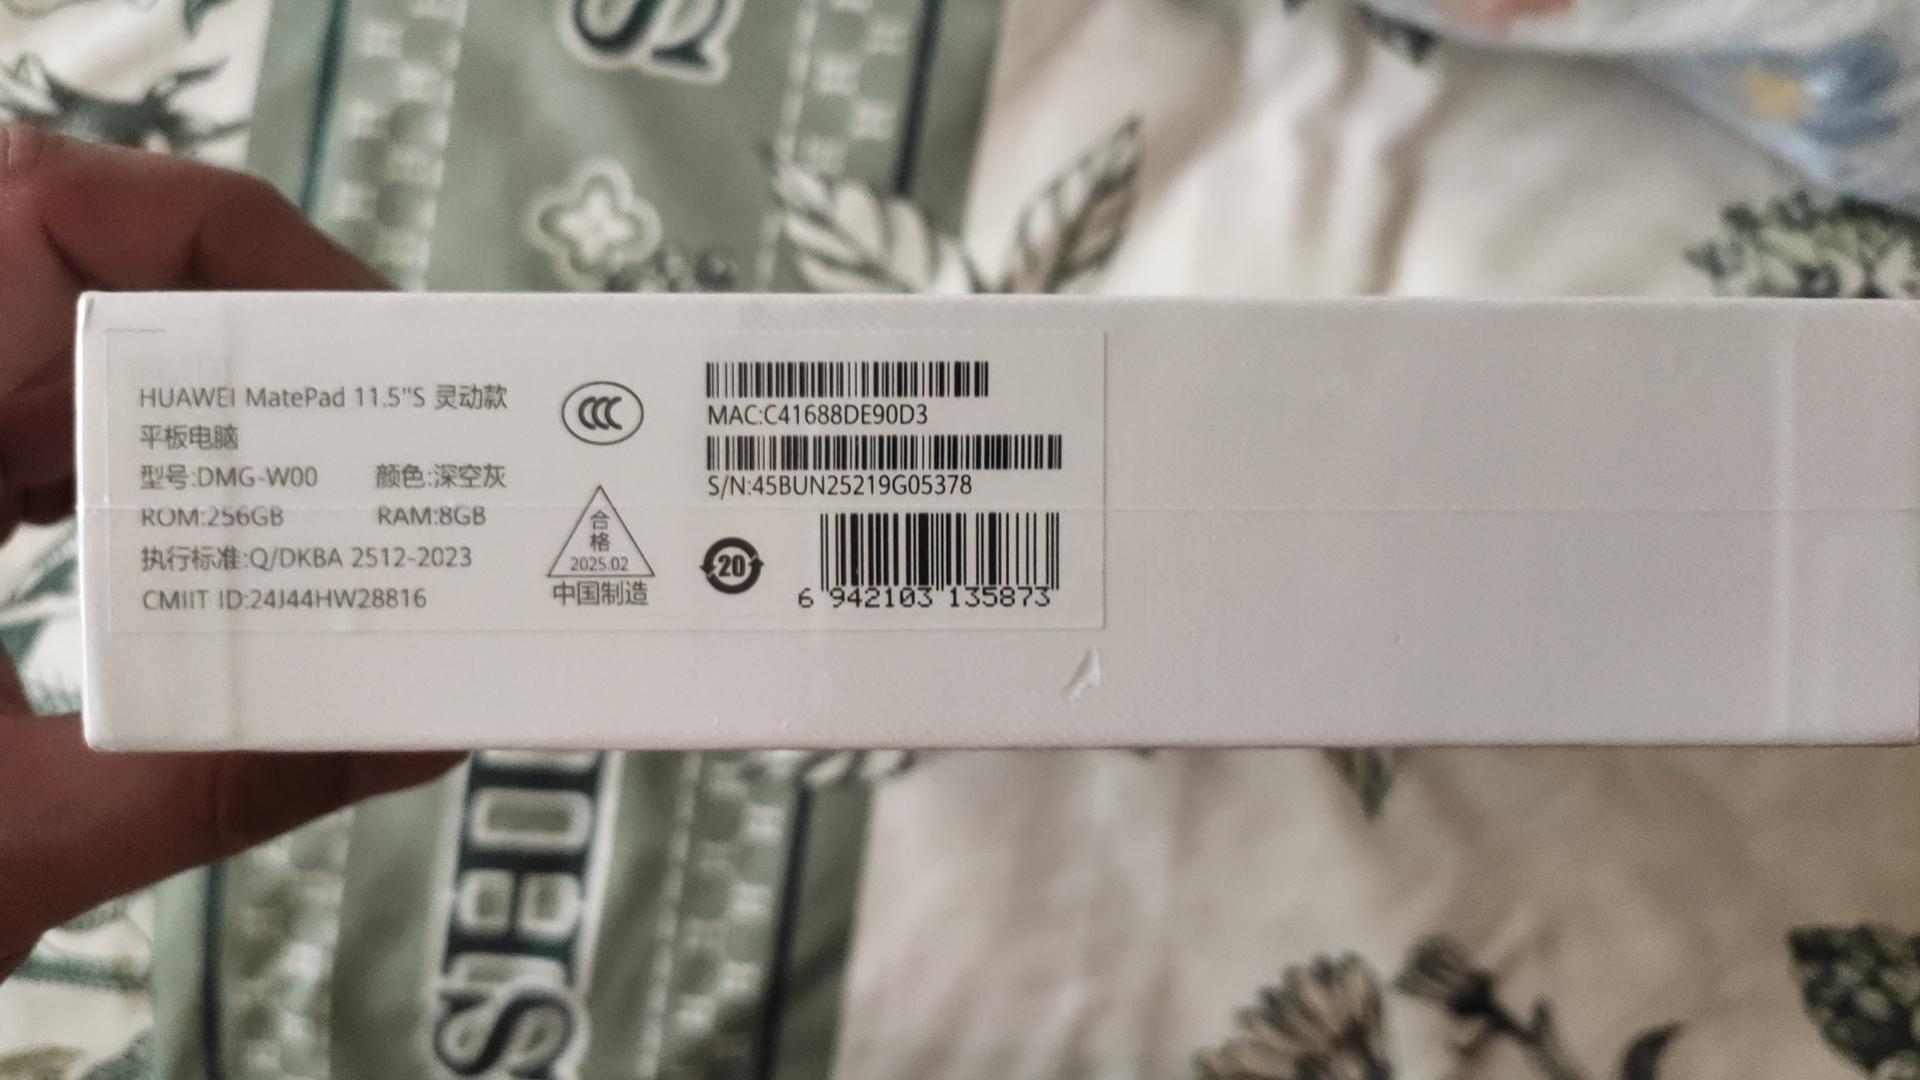 HUAWEI MatePad 11.5"S 灵动款
平板电脑
型号:DMG-W00 颜色:深空灰
ROM:256GB RAM:8GB
执行标准:Q/DKBA 2512-2023
CMIIT ID:24J44HW28816
CCC
合
格
2025.02
中国制造
MAC:C41688DE90D3
S/N:45BUN25219G05378
20
6 942103 135873